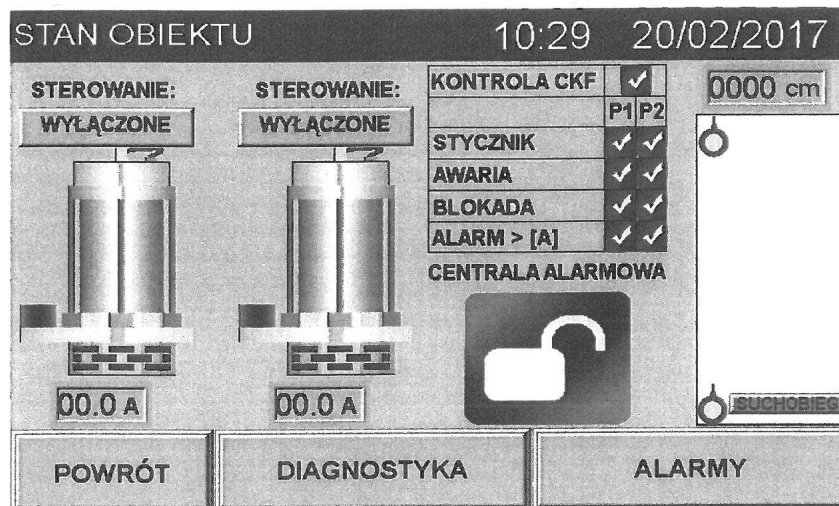 STAN OBIEKTU 10:29 20/02/2017
STEROWANIE: STEROWANIE: KONTROLA CKF 0000 cm
WYŁĄCZONE WYŁĄCZONE P1 P2
STYCZNIK
AWARIA
BLOKADA
ALARM > [A]
CENTRALA ALARMOWA
00.0 A 00.0 A SUCHOBIEG
POWRÓT DIAGNOSTYKA ALARMY